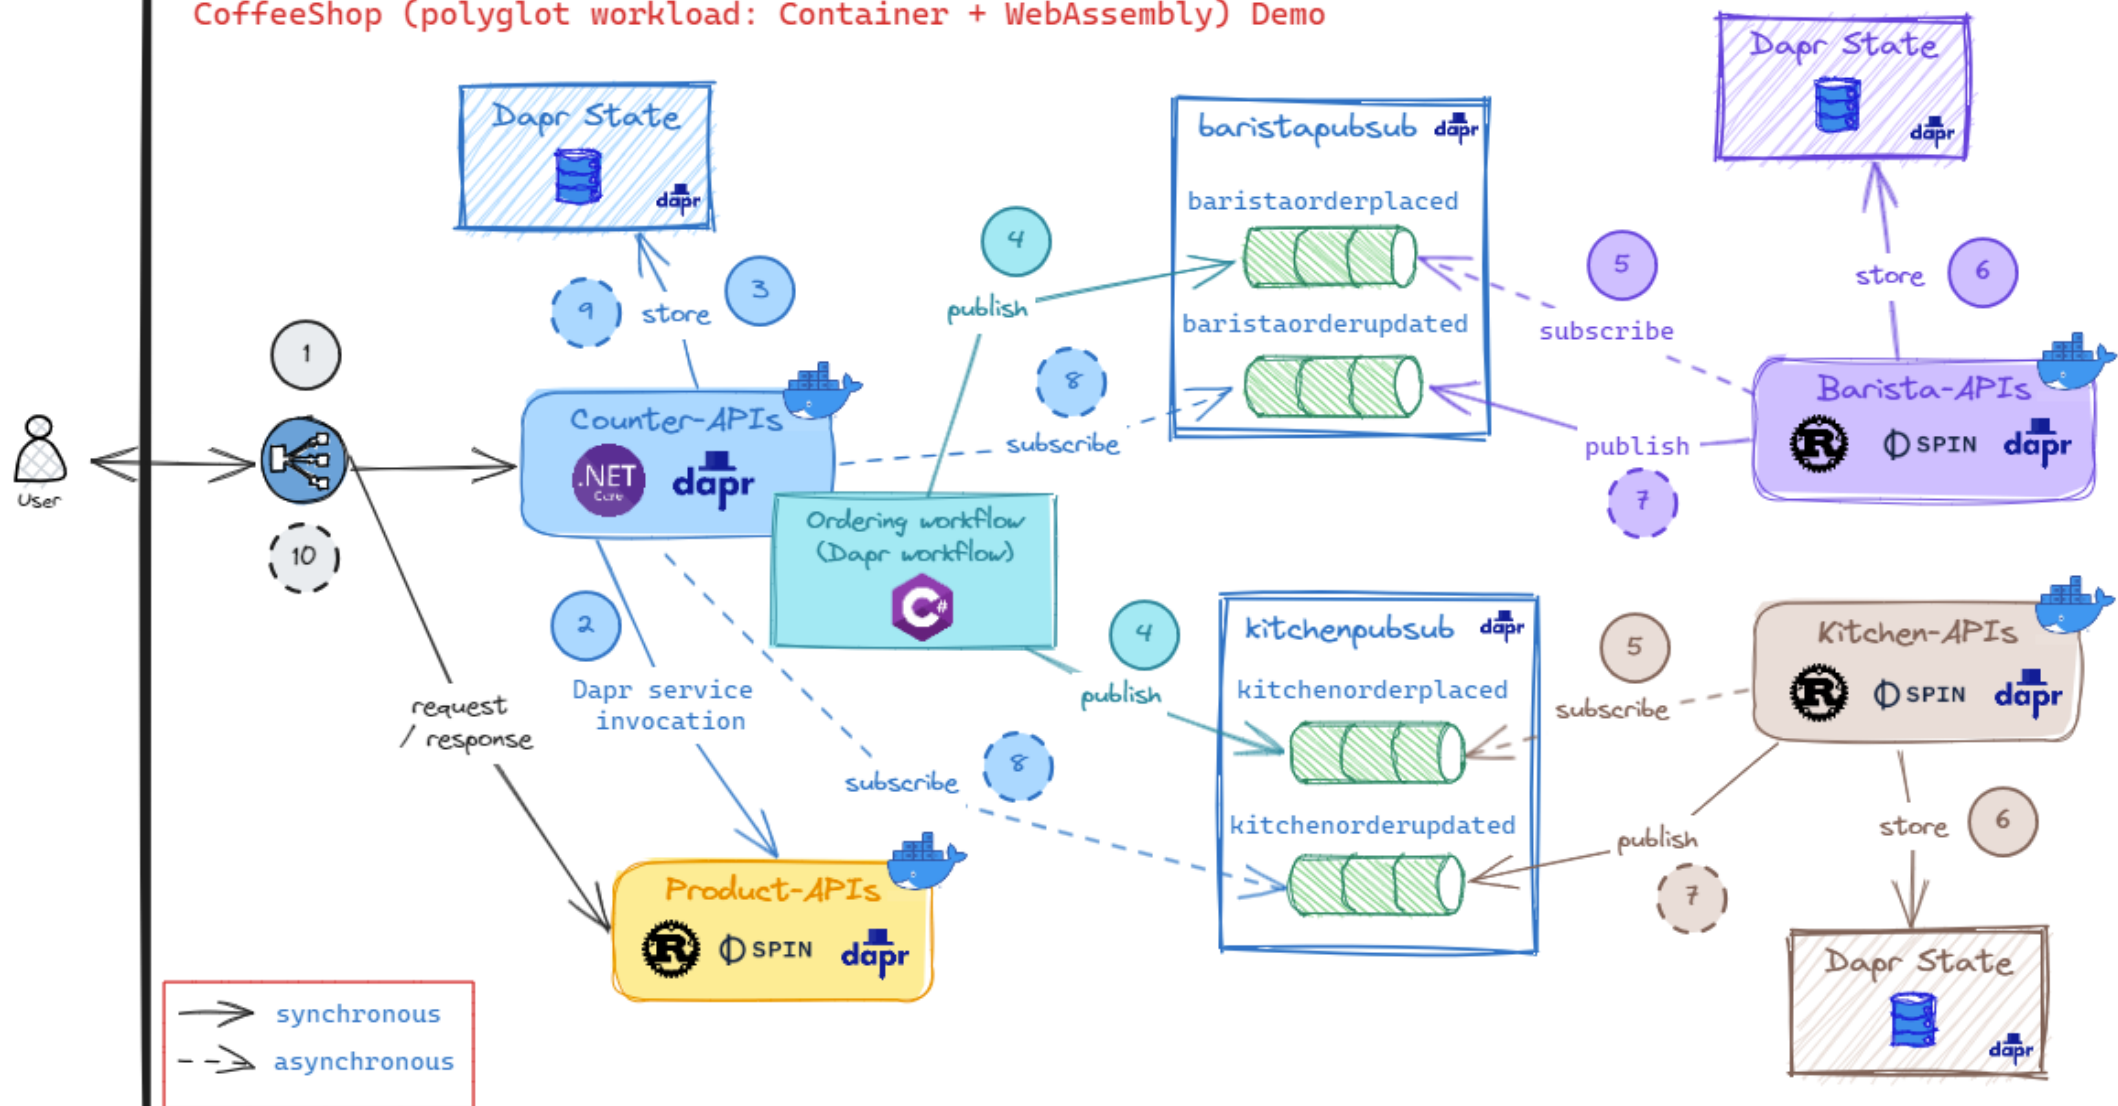 CoffeeShop (polyglot workload: Container + WebAssembly) Demo
Dapr State
dapr
Dapr State
dapr
baristapubsub
dapr
baristaorderplaced
baristaorderupdated
4
publish
5
subscribe
store
6
9
store
3
1
8
subscribe
publish
7
User
Counter-APIs
.NET
Core
dapr
Barista-APIs
R
SPIN
dapr
Ordering workflow
(Dapr workflow)
C#
10
2
Dapr service
invocation
request
/ response
4
publish
kitchenpubsub
dapr
kitchenorderplaced
kitchenorderupdated
5
subscribe
Kitchen-APIs
R
SPIN
dapr
subscribe
8
publish
7
store
6
Product-APIs
R
SPIN
dapr
Dapr State
dapr
synchronous
asynchronous